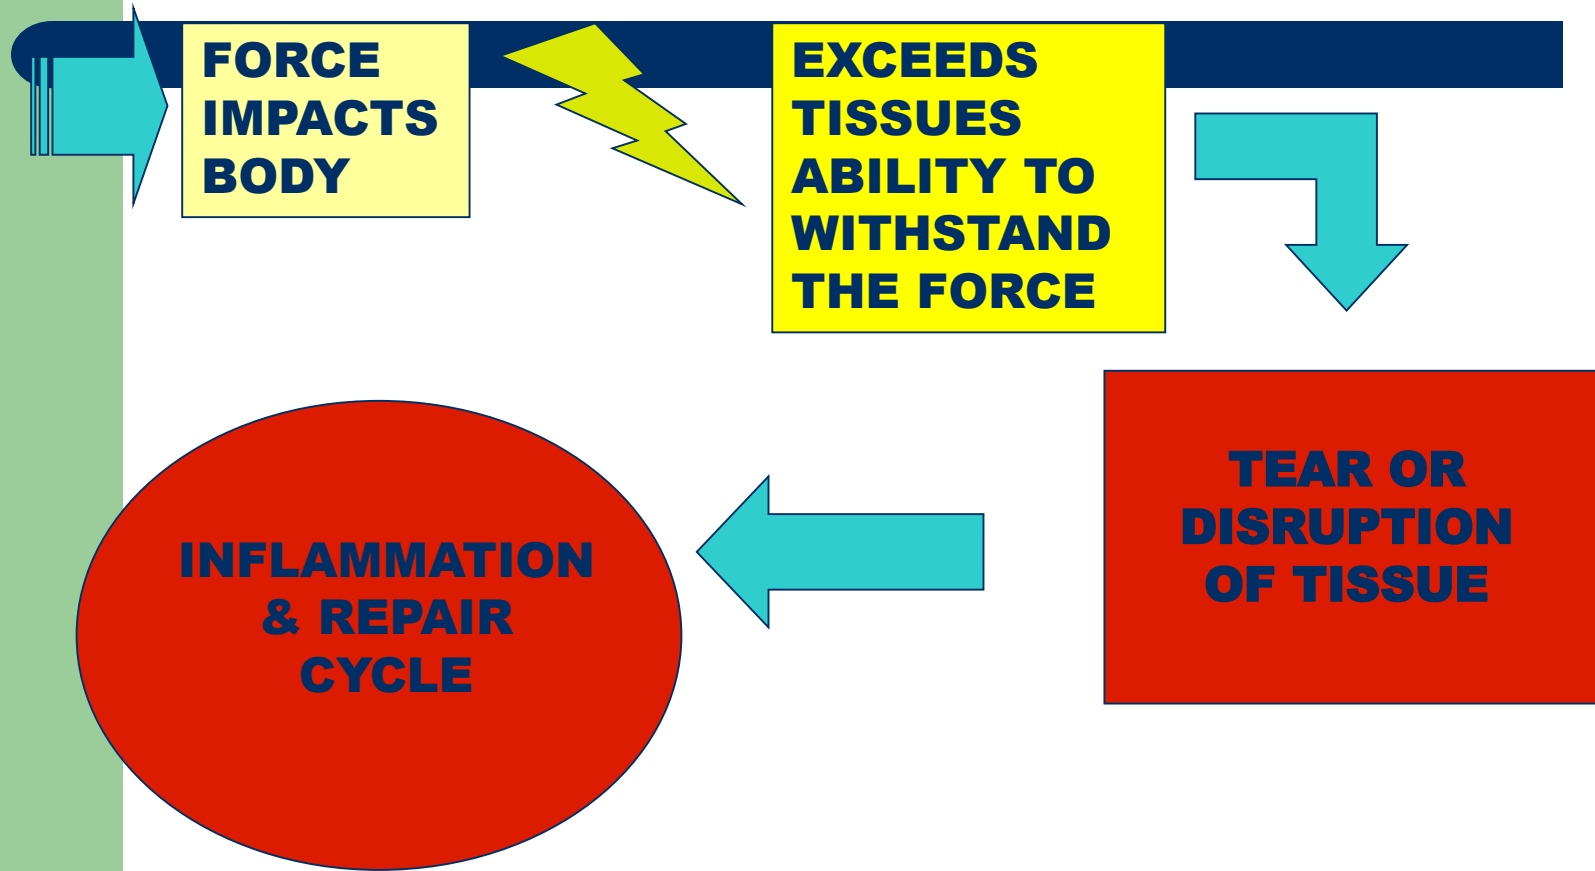 FORCE
IMPACTS
BODY
EXCEEDS
TISSUES
ABILITY TO
WITHSTAND
THE FORCE
TEAR OR
DISRUPTION
OF TISSUE
INFLAMMATION
& REPAIR
CYCLE